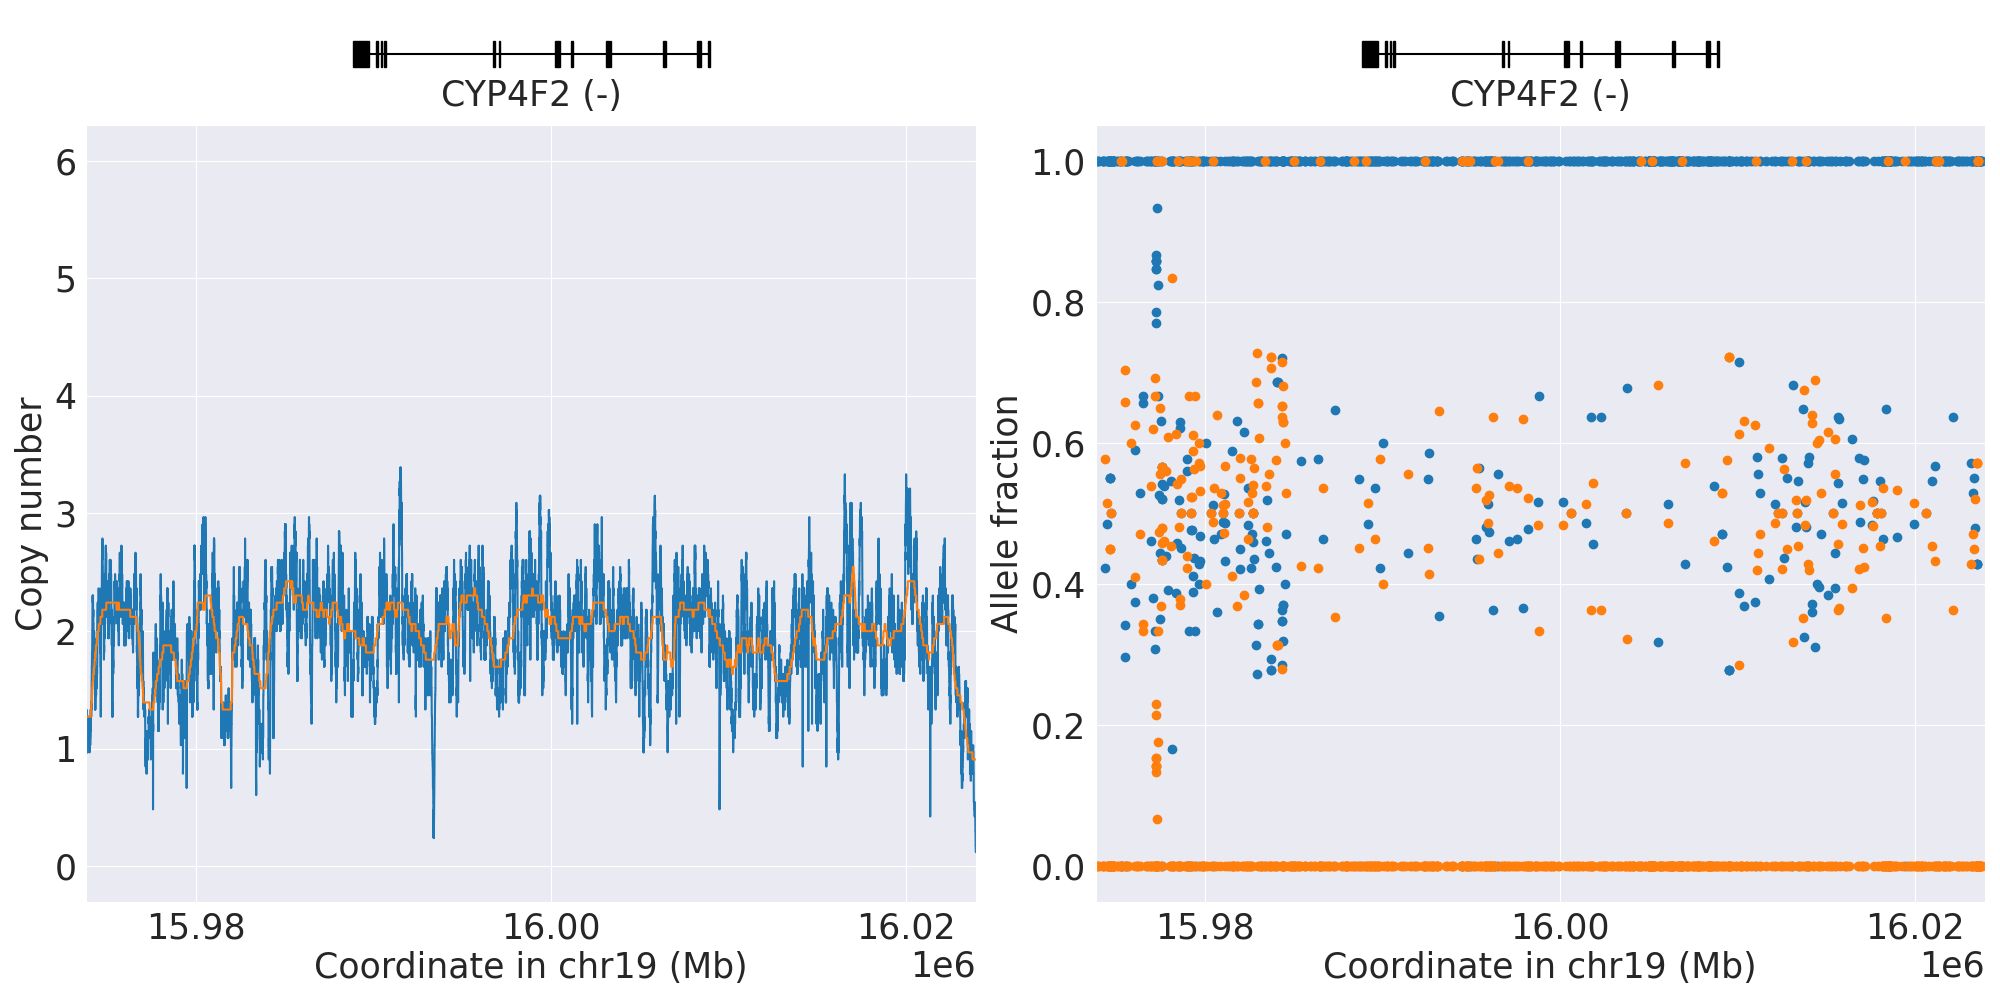 CYP4F2 (-)
6
5
4
3
2
1
0
Copy number
15.98
16.00
16.02
Coordinate in chr19 (Mb)
1e6
CYP4F2 (-)
1.0
0.8
0.6
0.4
0.2
0.0
Allele fraction
15.98
16.00
16.02
Coordinate in chr19 (Mb)
1e6